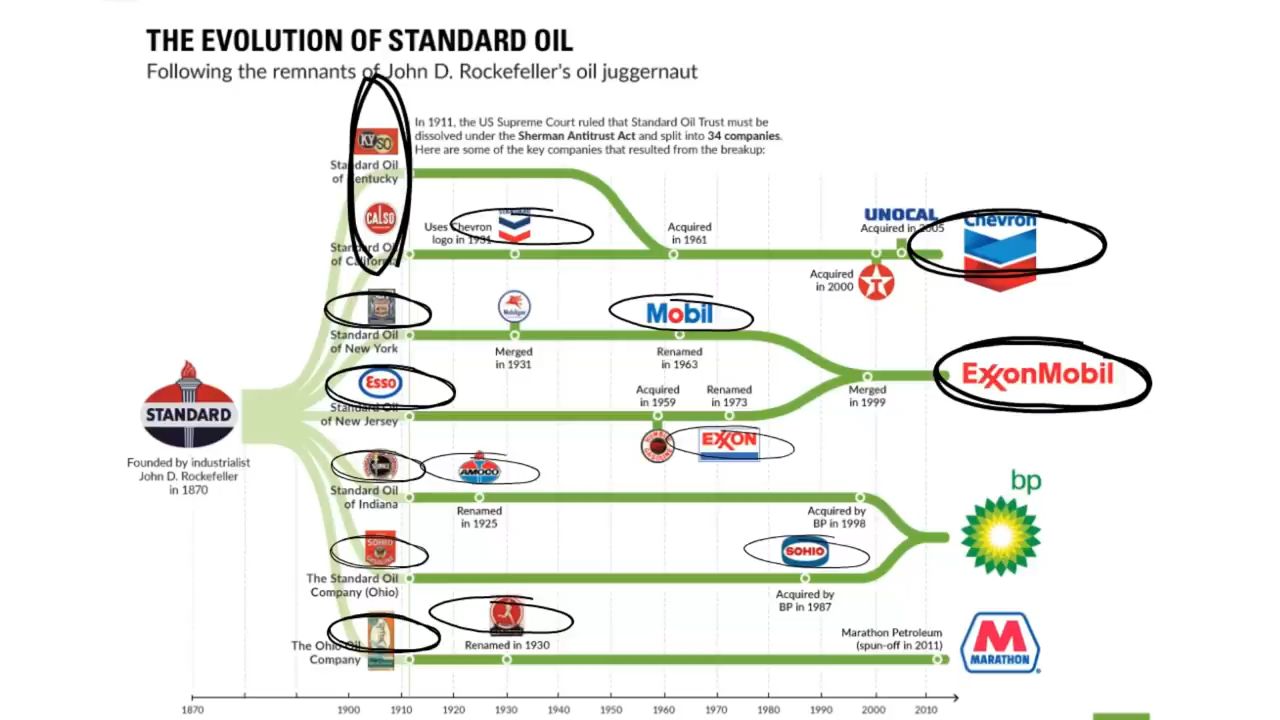 THE EVOLUTION OF STANDARD OIL
Following the remnants of John D. Rockefeller's oil juggernaut
In 1911, the US Supreme Court ruled that Standard Oil Trust must be
dissolved under the Sherman Antitrust Act and split into 34 companies.
Here are some of the key companies that resulted from the breakup:
KYSO
Standard Oil
of Kentucky
CALSO
Standard Oil
of California
Uses Chevron
logo in 1931
Acquired
in 1961
UNOCAL
Acquired in 2005
Acquired
in 2000
T
Chevron
Standard Oil
of New York
Mobilgas
Merged
in 1931
Mobil
Renamed
in 1963
Esso
Standard Oil
of New Jersey
Acquired
in 1959
Renamed
in 1973
EXXON
Merged
in 1999
ExxonMobil
STANDARD
Founded by industrialist
John D. Rockefeller
in 1870
Standard Oil
of Indiana
AMOCO
Renamed
in 1925
Acquired by
BP in 1998
bp
SOHIO
The Standard Oil
Company (Ohio)
SOHIO
Acquired by
BP in 1987
The Ohio Oil
Company
Renamed in 1930
Marathon Petroleum
(spun-off in 2011)
M
MARATHON
1870
1900
1910
1920
1930
1940
1950
1960
1970
1980
1990
2000
2010